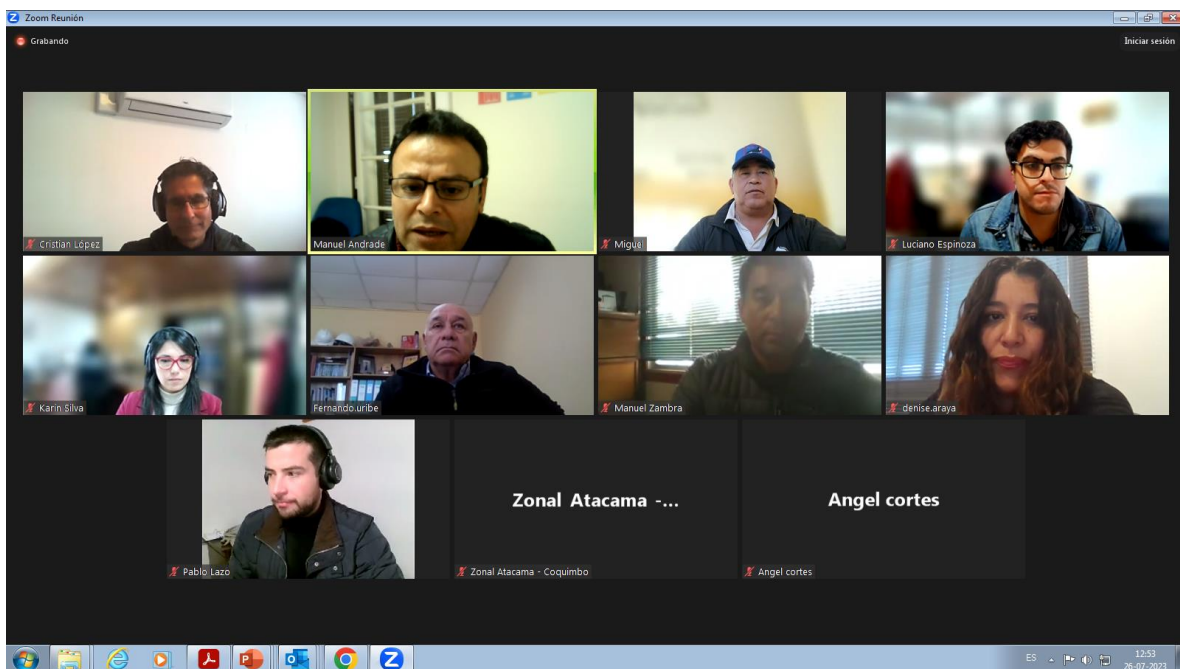 Zoom Reunión
Grabando
Iniciar sesión
Cristian López
Manuel Andrade
Miguel
Luciano Espinoza
Karin Silva
Fernando.uribe
Manuel Zambra
denise.araya
Pablo Lazo
Zonal Atacama -...
Zonal Atacama - Coquimbo
Angel cortes
Angel cortes
ES
12:53
26-07-2023